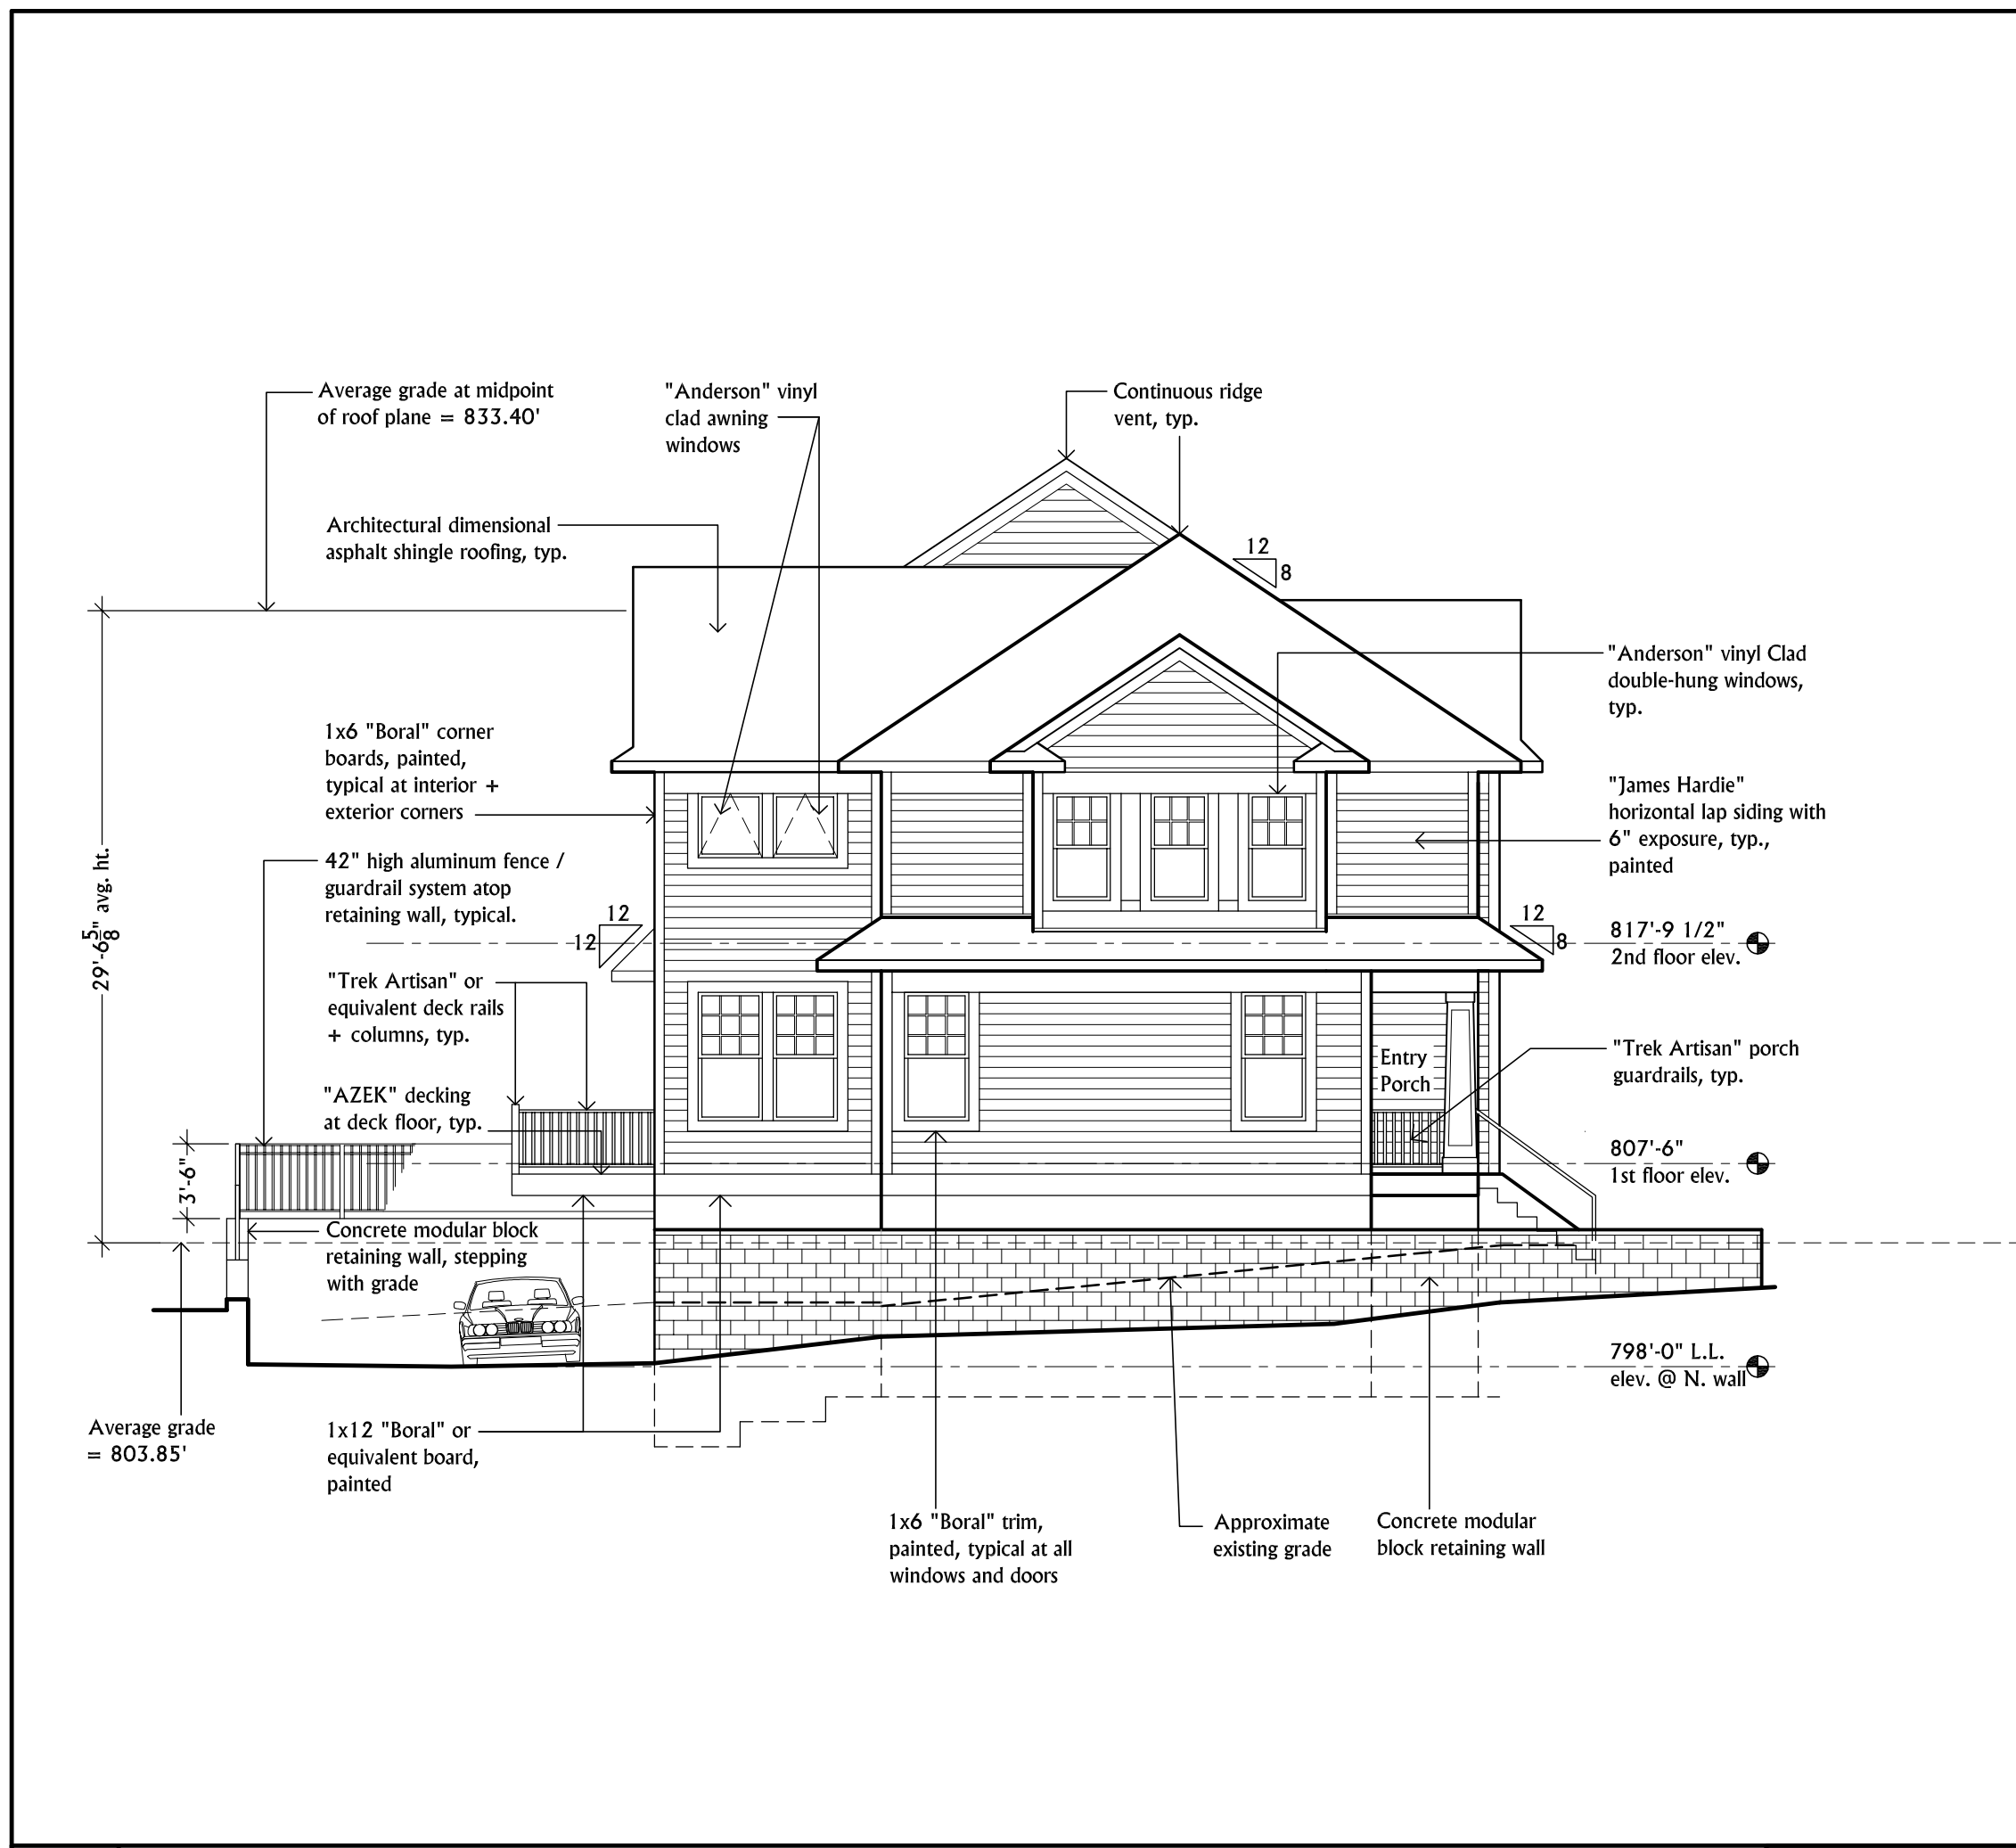 Average grade at midpoint
of roof plane = 833.40'
"Anderson" vinyl
clad awning
windows
Continuous ridge
vent, typ.
Architectural dimensional
asphalt shingle roofing, typ.
12
8
"Anderson" vinyl Clad
double-hung windows,
typ.
1x6 "Boral" corner
boards, painted,
typical at interior +
exterior corners
"James Hardie"
horizontal lap siding with
6" exposure, typ.,
painted
42" high aluminum fence /
guardrail system atop
retaining wall, typical.
29'-6 5/8" avg. ht.
12
12
12
8
817'-9 1/2"
2nd floor elev.
"Trek Artisan" or
equivalent deck rails
+ columns, typ.
Entry
Porch
"Trek Artisan" porch
guardrails, typ.
"AZEK" decking
at deck floor, typ.
3'-6"
807'-6"
1st floor elev.
Concrete modular block
retaining wall, stepping
with grade
798'-0" L.L.
elev. @ N. wall
Average grade
= 803.85'
1x12 "Boral" or
equivalent board,
painted
1x6 "Boral" trim,
painted, typical at all
windows and doors
Approximate
existing grade
Concrete modular
block retaining wall